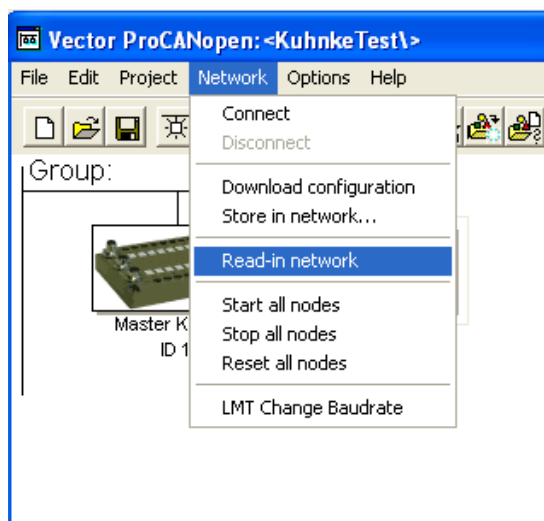 Vector ProCANopen:<KuhnkeTest\>
File Edit Project Network Options Help
Connect
Disconnect
Group:
Download configuration
Store in network...
Read-in network
Start all nodes
Master K
Stop all nodes
ID 1
Reset all nodes
LMT Change Baudrate